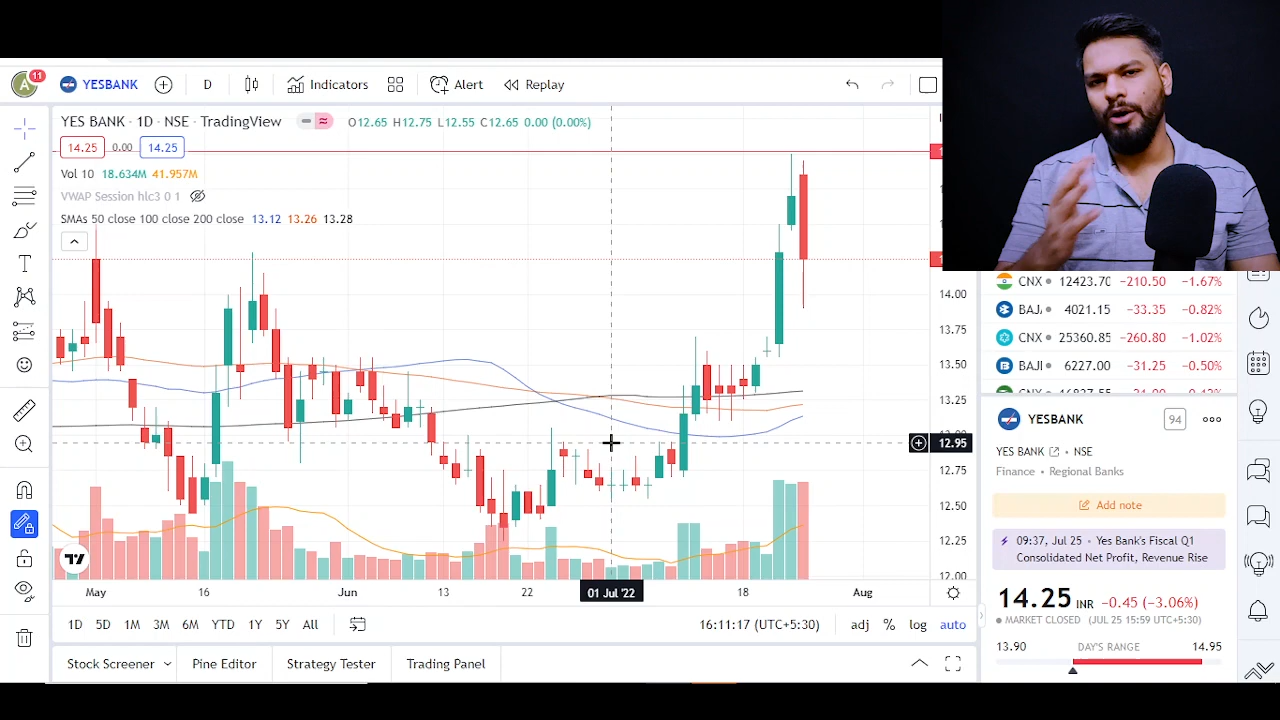 A 11 YESBANK D Indicators Alert Replay
YES BANK · 1D · NSE · TradingView O12.65 H12.75 L12.55 C12.65 0.00 (0.00%)
14.25 0.00 14.25
Vol 10 18.634M 41.957M
VWAP Session hlc3 0 1
SMAs 50 close 100 close 200 close 13.12 13.26 13.28
14.00
13.75
13.50
13.25
12.95
12.75
12.50
12.25
12.00
May 16 Jun 13 22 01 Jul '22 18 Aug
1D 5D 1M 3M 6M YTD 1Y 5Y All 16:11:17 (UTC+5:30) adj % log auto
Stock Screener Pine Editor Strategy Tester Trading Panel
CNX 12423.70 −210.50 −1.67%
BAJ 4021.15 −33.35 −0.82%
CNX 25360.85 −260.80 −1.02%
BAJI 6227.00 −31.25 −0.50%
YESBANK 94
YES BANK • NSE
Finance • Regional Banks
Add note
09:37, Jul 25 • Yes Bank's Fiscal Q1
Consolidated Net Profit, Revenue Rise
14.25 INR −0.45 (−3.06%)
MARKET CLOSED (JUL 25 15:59 UTC+5:30)
13.90 DAY'S RANGE 14.95